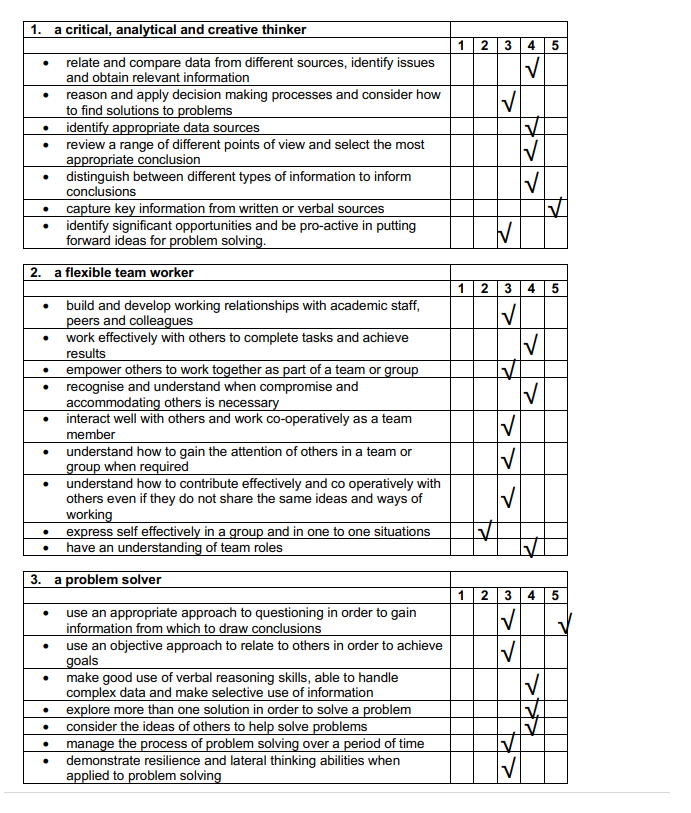 1. a critical, analytical and creative thinker
1 2 3 4 5
• relate and compare data from different sources, identify issues
and obtain relevant information √
• reason and apply decision making processes and consider how
to find solutions to problems √
• identify appropriate data sources √
• review a range of different points of view and select the most
appropriate conclusion √
• distinguish between different types of information to inform
conclusions √
• capture key information from written or verbal sources √
• identify significant opportunities and be pro-active in putting
forward ideas for problem solving. √
2. a flexible team worker
1 2 3 4 5
• build and develop working relationships with academic staff,
peers and colleagues √
• work effectively with others to complete tasks and achieve
results √
• empower others to work together as part of a team or group √
• recognise and understand when compromise and
accommodating others is necessary √
• interact well with others and work co-operatively as a team
member √
• understand how to gain the attention of others in a team or
group when required √
• understand how to contribute effectively and co operatively with
others even if they do not share the same ideas and ways of
working √
• express self effectively in a group and in one to one situations √
• have an understanding of team roles √
3. a problem solver
1 2 3 4 5
• use an appropriate approach to questioning in order to gain
information from which to draw conclusions √ √
• use an objective approach to relate to others in order to achieve
goals √
• make good use of verbal reasoning skills, able to handle
complex data and make selective use of information √
• explore more than one solution in order to solve a problem √
• consider the ideas of others to help solve problems √
• manage the process of problem solving over a period of time √
• demonstrate resilience and lateral thinking abilities when
applied to problem solving √